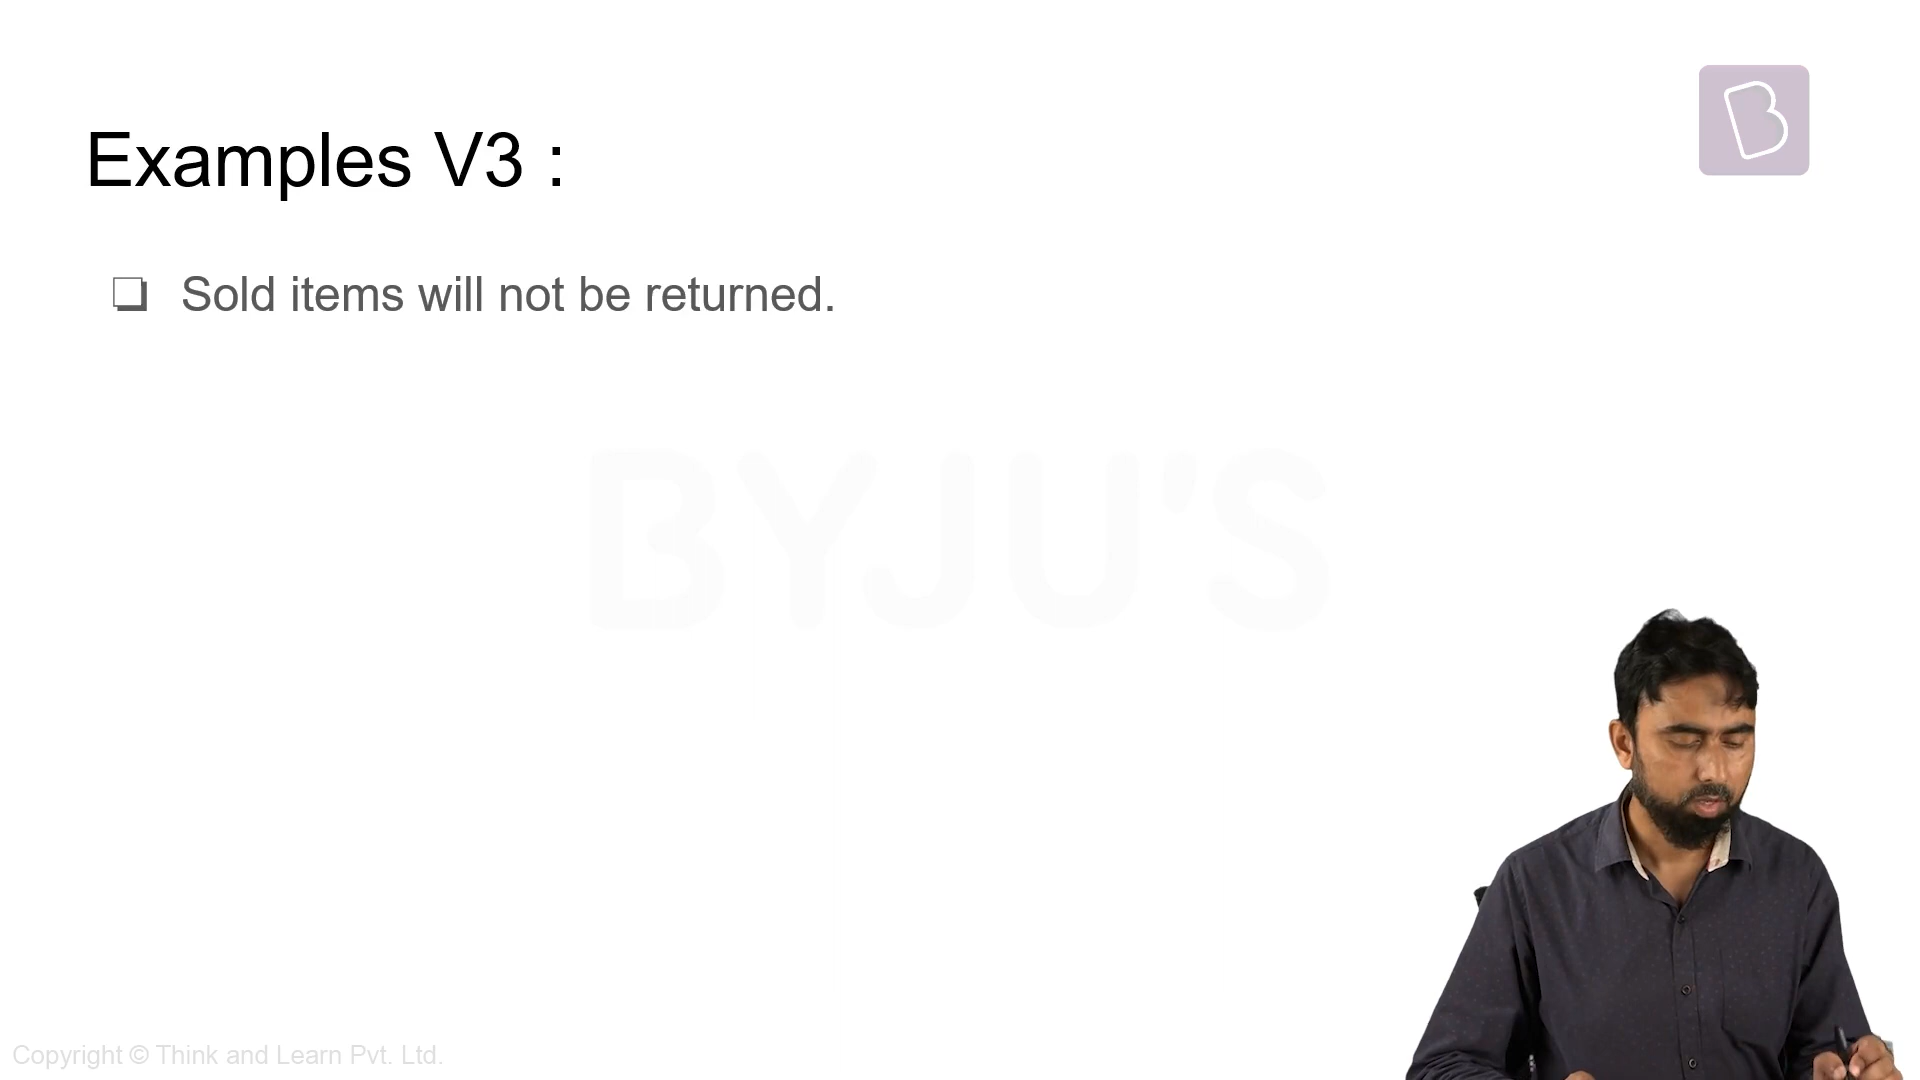 Examples V3 :
❏ Sold items will not be returned.
BYJU'S
Copyright © Think and Learn Pvt. Ltd.